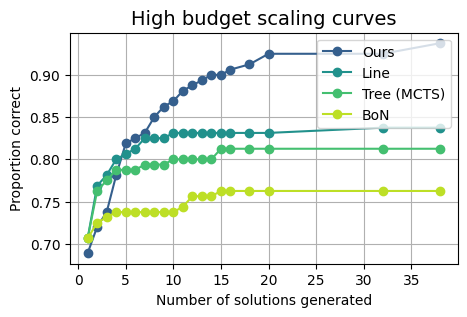 High budget scaling curves
Ours
Line
Tree (MCTS)
BoN
Proportion correct
0.90
0.85
0.80
0.75
0.70
0
5
10
15
20
25
30
35
Number of solutions generated